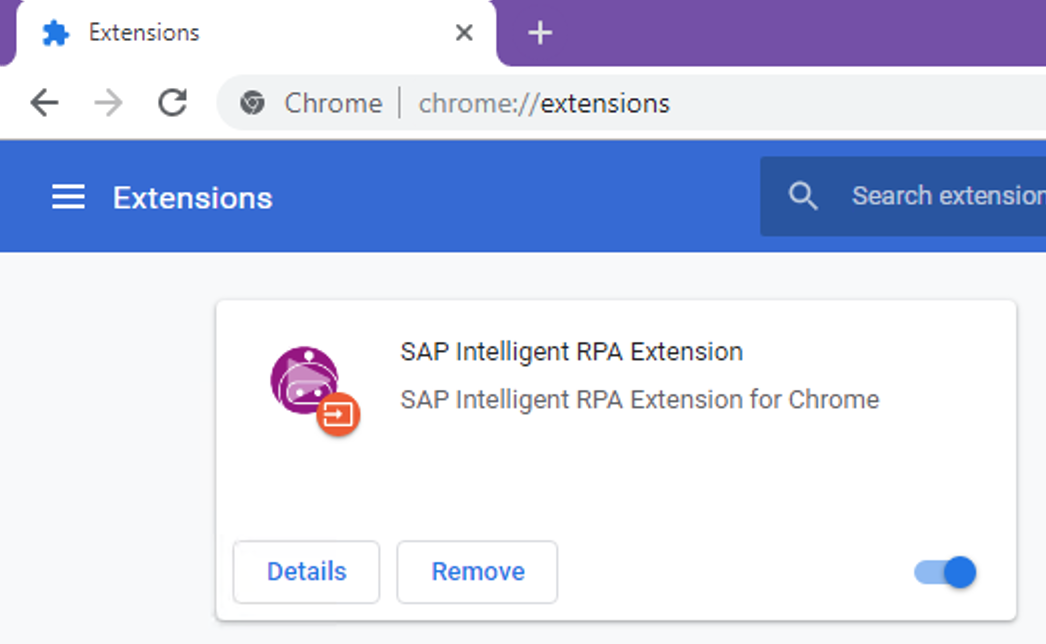 Extensions
Chrome | chrome://extensions
Extensions
Search extension
SAP Intelligent RPA Extension
SAP Intelligent RPA Extension for Chrome
Details Remove